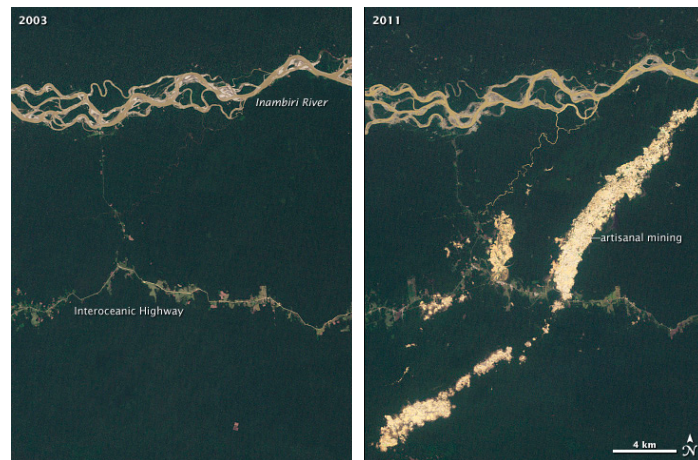 2003
Inambiri River
Interoceanic Highway
2011
artisanal mining
4 km
N